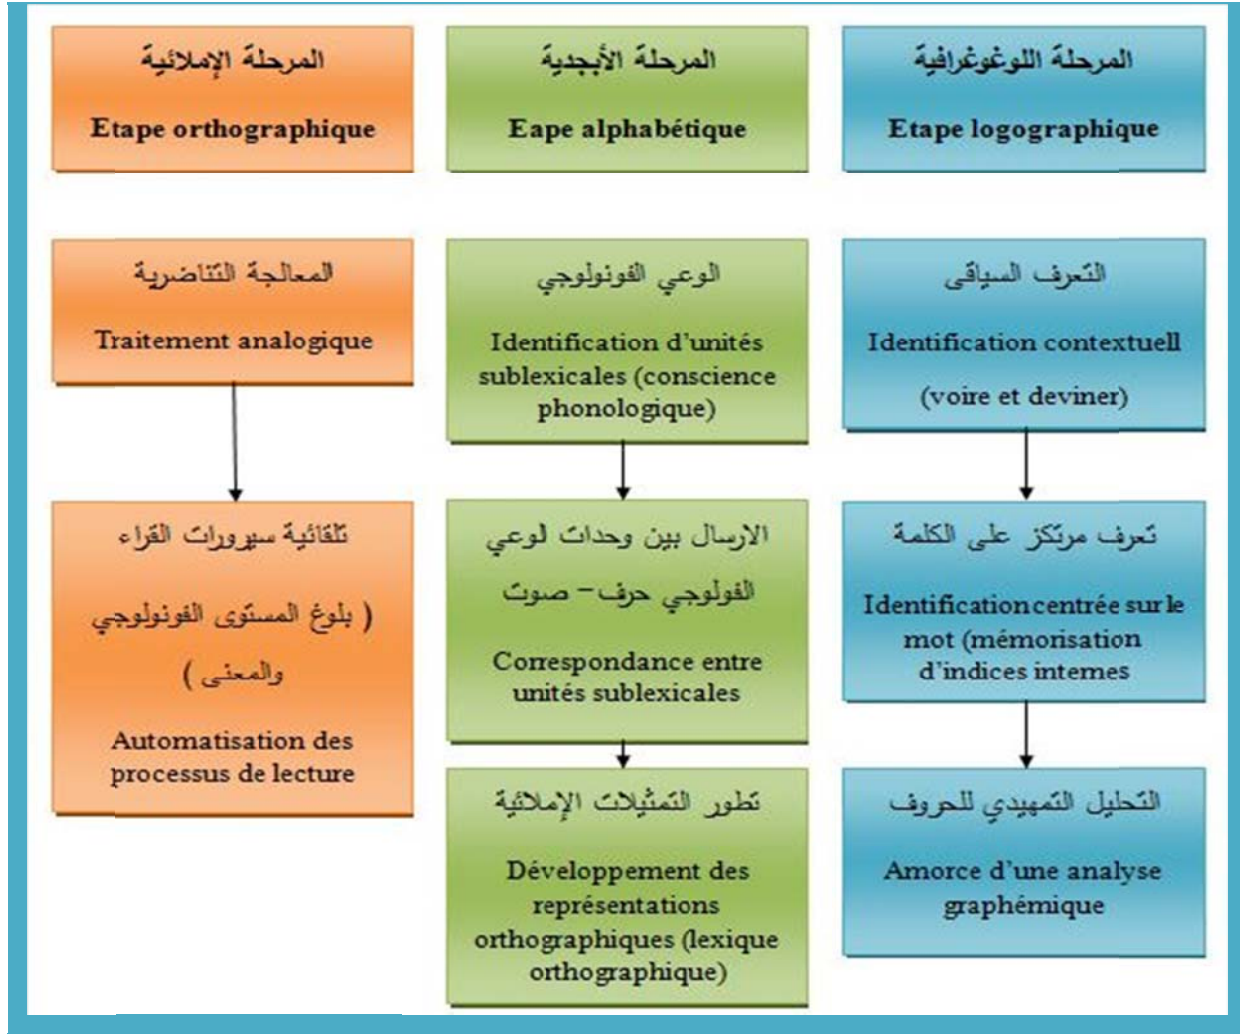 المرحلة اللوغوغرافية
Etape logographique
المرحلة الأبجدية
Eape alphabétique
المرحلة الإملائية
Etape orthographique
التعرف السياقى
Identification contextuell
(voire et deviner)
تعرف مرتكز على الكلمة
Identification centrée sur le
mot (mémorisation
d’indices internes
التحليل التمهيدي للحروف
Amorce d’une analyse
graphémique
الوعي الفونولوجي
Identification d’unités
sublexicales (conscience
phonologique)
الارسال بين وحدات لوعي
الفولوجي حرف – صوت
Correspondance entre
unités sublexicales
تطور التمثيلات الإملائية
Développement des
représentations
orthographiques (lexique
orthographique)
المعالجة التناضرية
Traitement analogique
تلقائية سيرورات القراء
( بلوغ المستوى الفونولوجي
والمعنى )
Automatisation des
processus de lecture